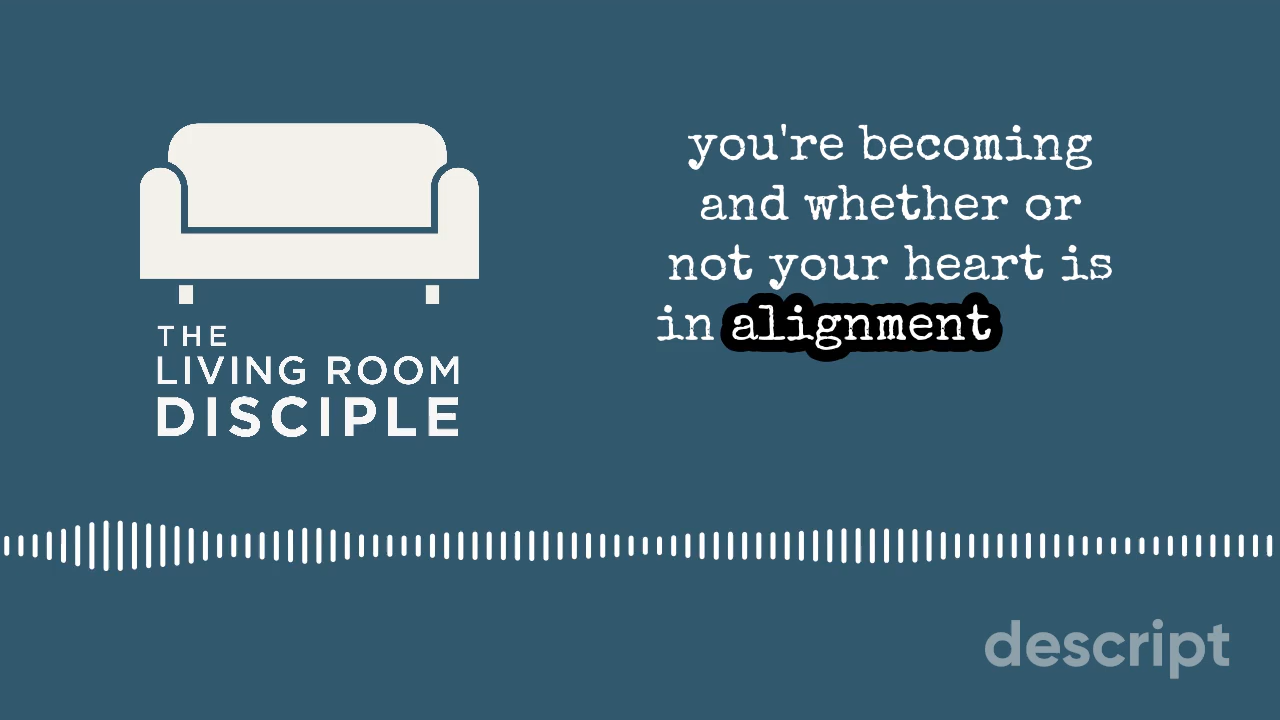 THE
LIVING ROOM
DISCIPLE
you're becoming
and whether or
not your heart is
in alignment
descript